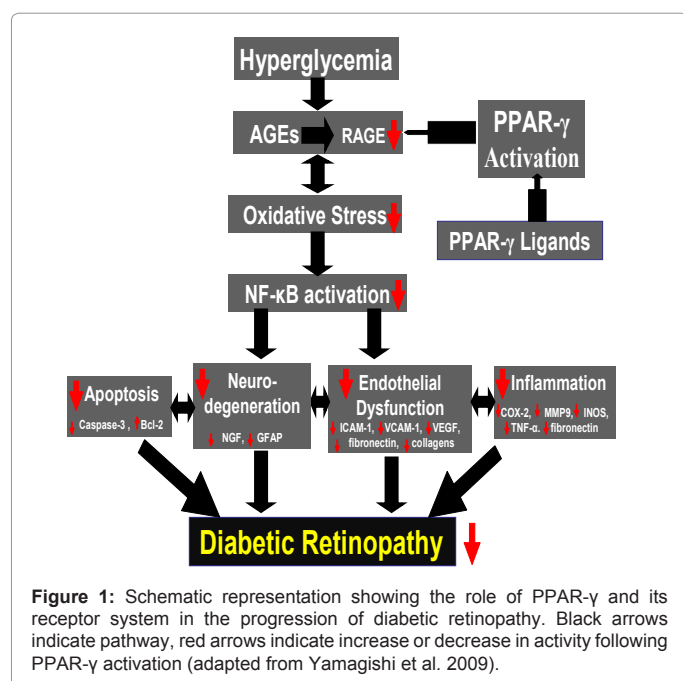 Hyperglycemia
AGEs RAGE
PPAR-γ
Activation
Oxidative Stress
PPAR-γ Ligands
NF-κB activation
Apoptosis
Caspase-3 , Bcl-2
Neuro-
degeneration
NGF, GFAP
Endothelial
Dysfunction
ICAM-1, VCAM-1, VEGF,
fibronectin, collagens
Inflammation
COX-2, MMP9, INOS,
TNF-α. fibronectin
Diabetic Retinopathy
Figure 1: Schematic representation showing the role of PPAR-γ and its
receptor system in the progression of diabetic retinopathy. Black arrows
indicate pathway, red arrows indicate increase or decrease in activity following
PPAR-γ activation (adapted from Yamagishi et al. 2009).